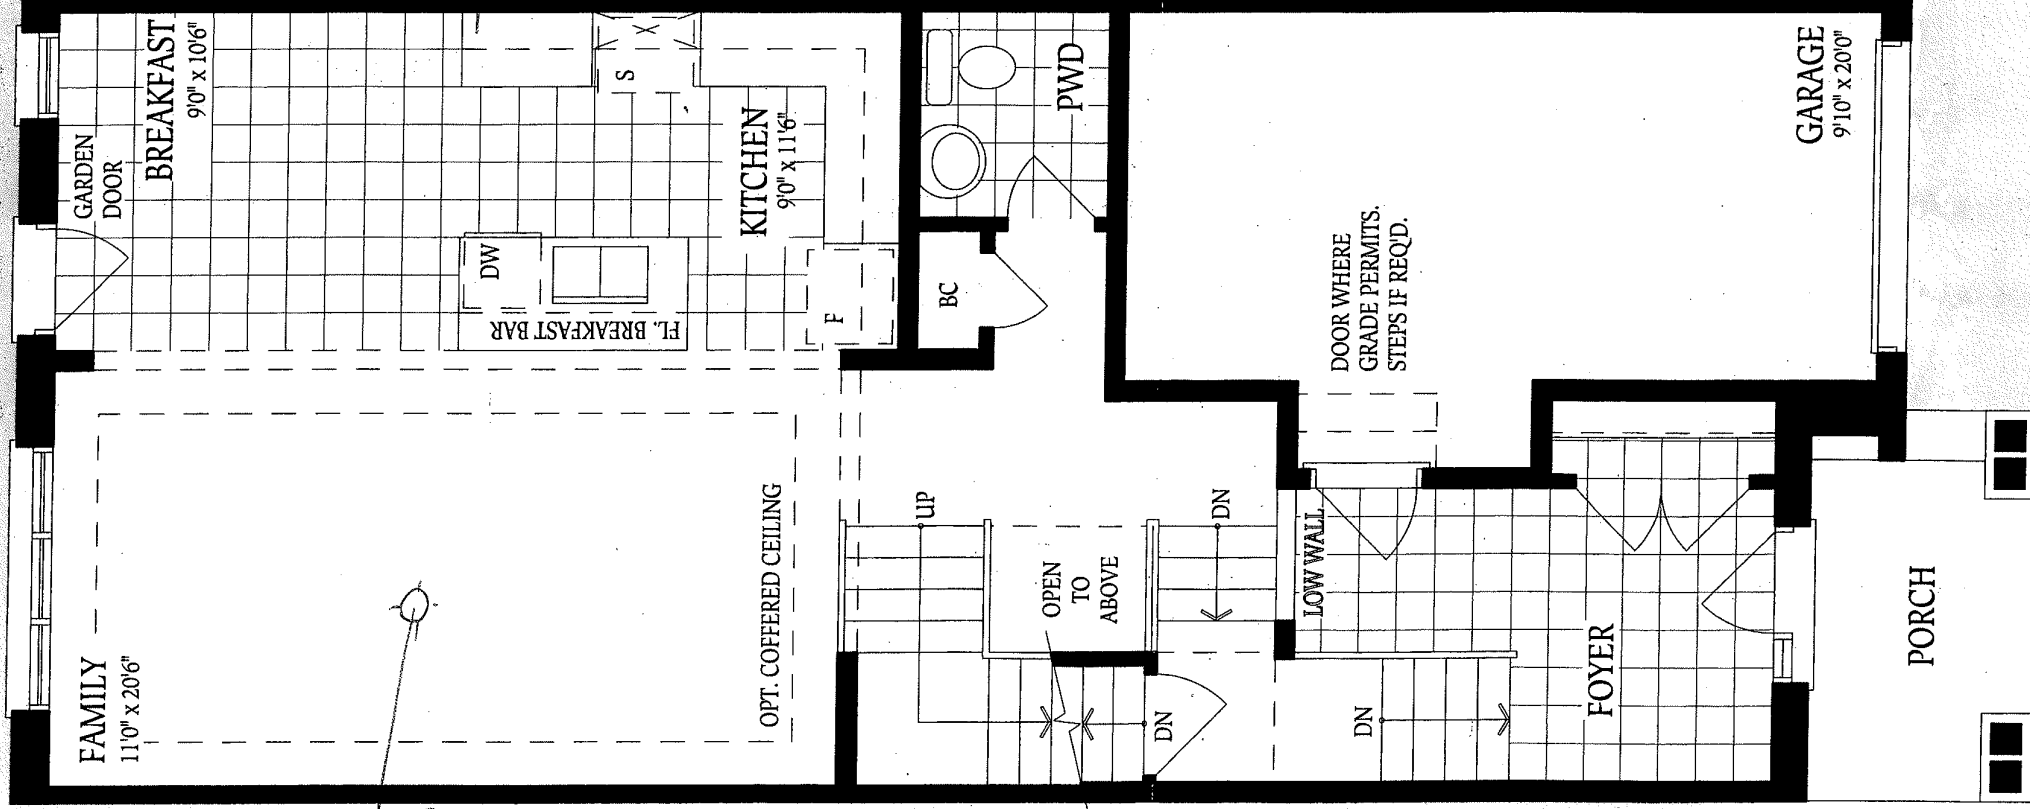 BREAKFAST
9'0" x 10'6"
GARDEN
DOOR
S
KITCHEN
9'0" x 11'6"
DW
FL. BREAKFAST BAR
F
PWD
BC
GARAGE
9'10" x 20'0"
DOOR WHERE
GRADE PERMITS.
STEPS IF REQ'D.
FAMILY
11'0" x 20'6"
OPT. COFFERED CEILING
UP
OPEN
TO
ABOVE
DN
LOW WALL
DN
DN
FOYER
PORCH